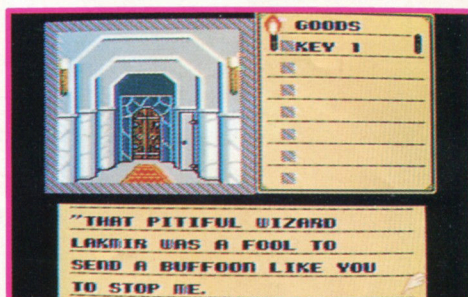 GOODS
KEY 1
"THAT PITIFUL WIZARD
LAKMIR WAS A FOOL TO
SEND A BUFFOON LIKE YOU
TO STOP ME.